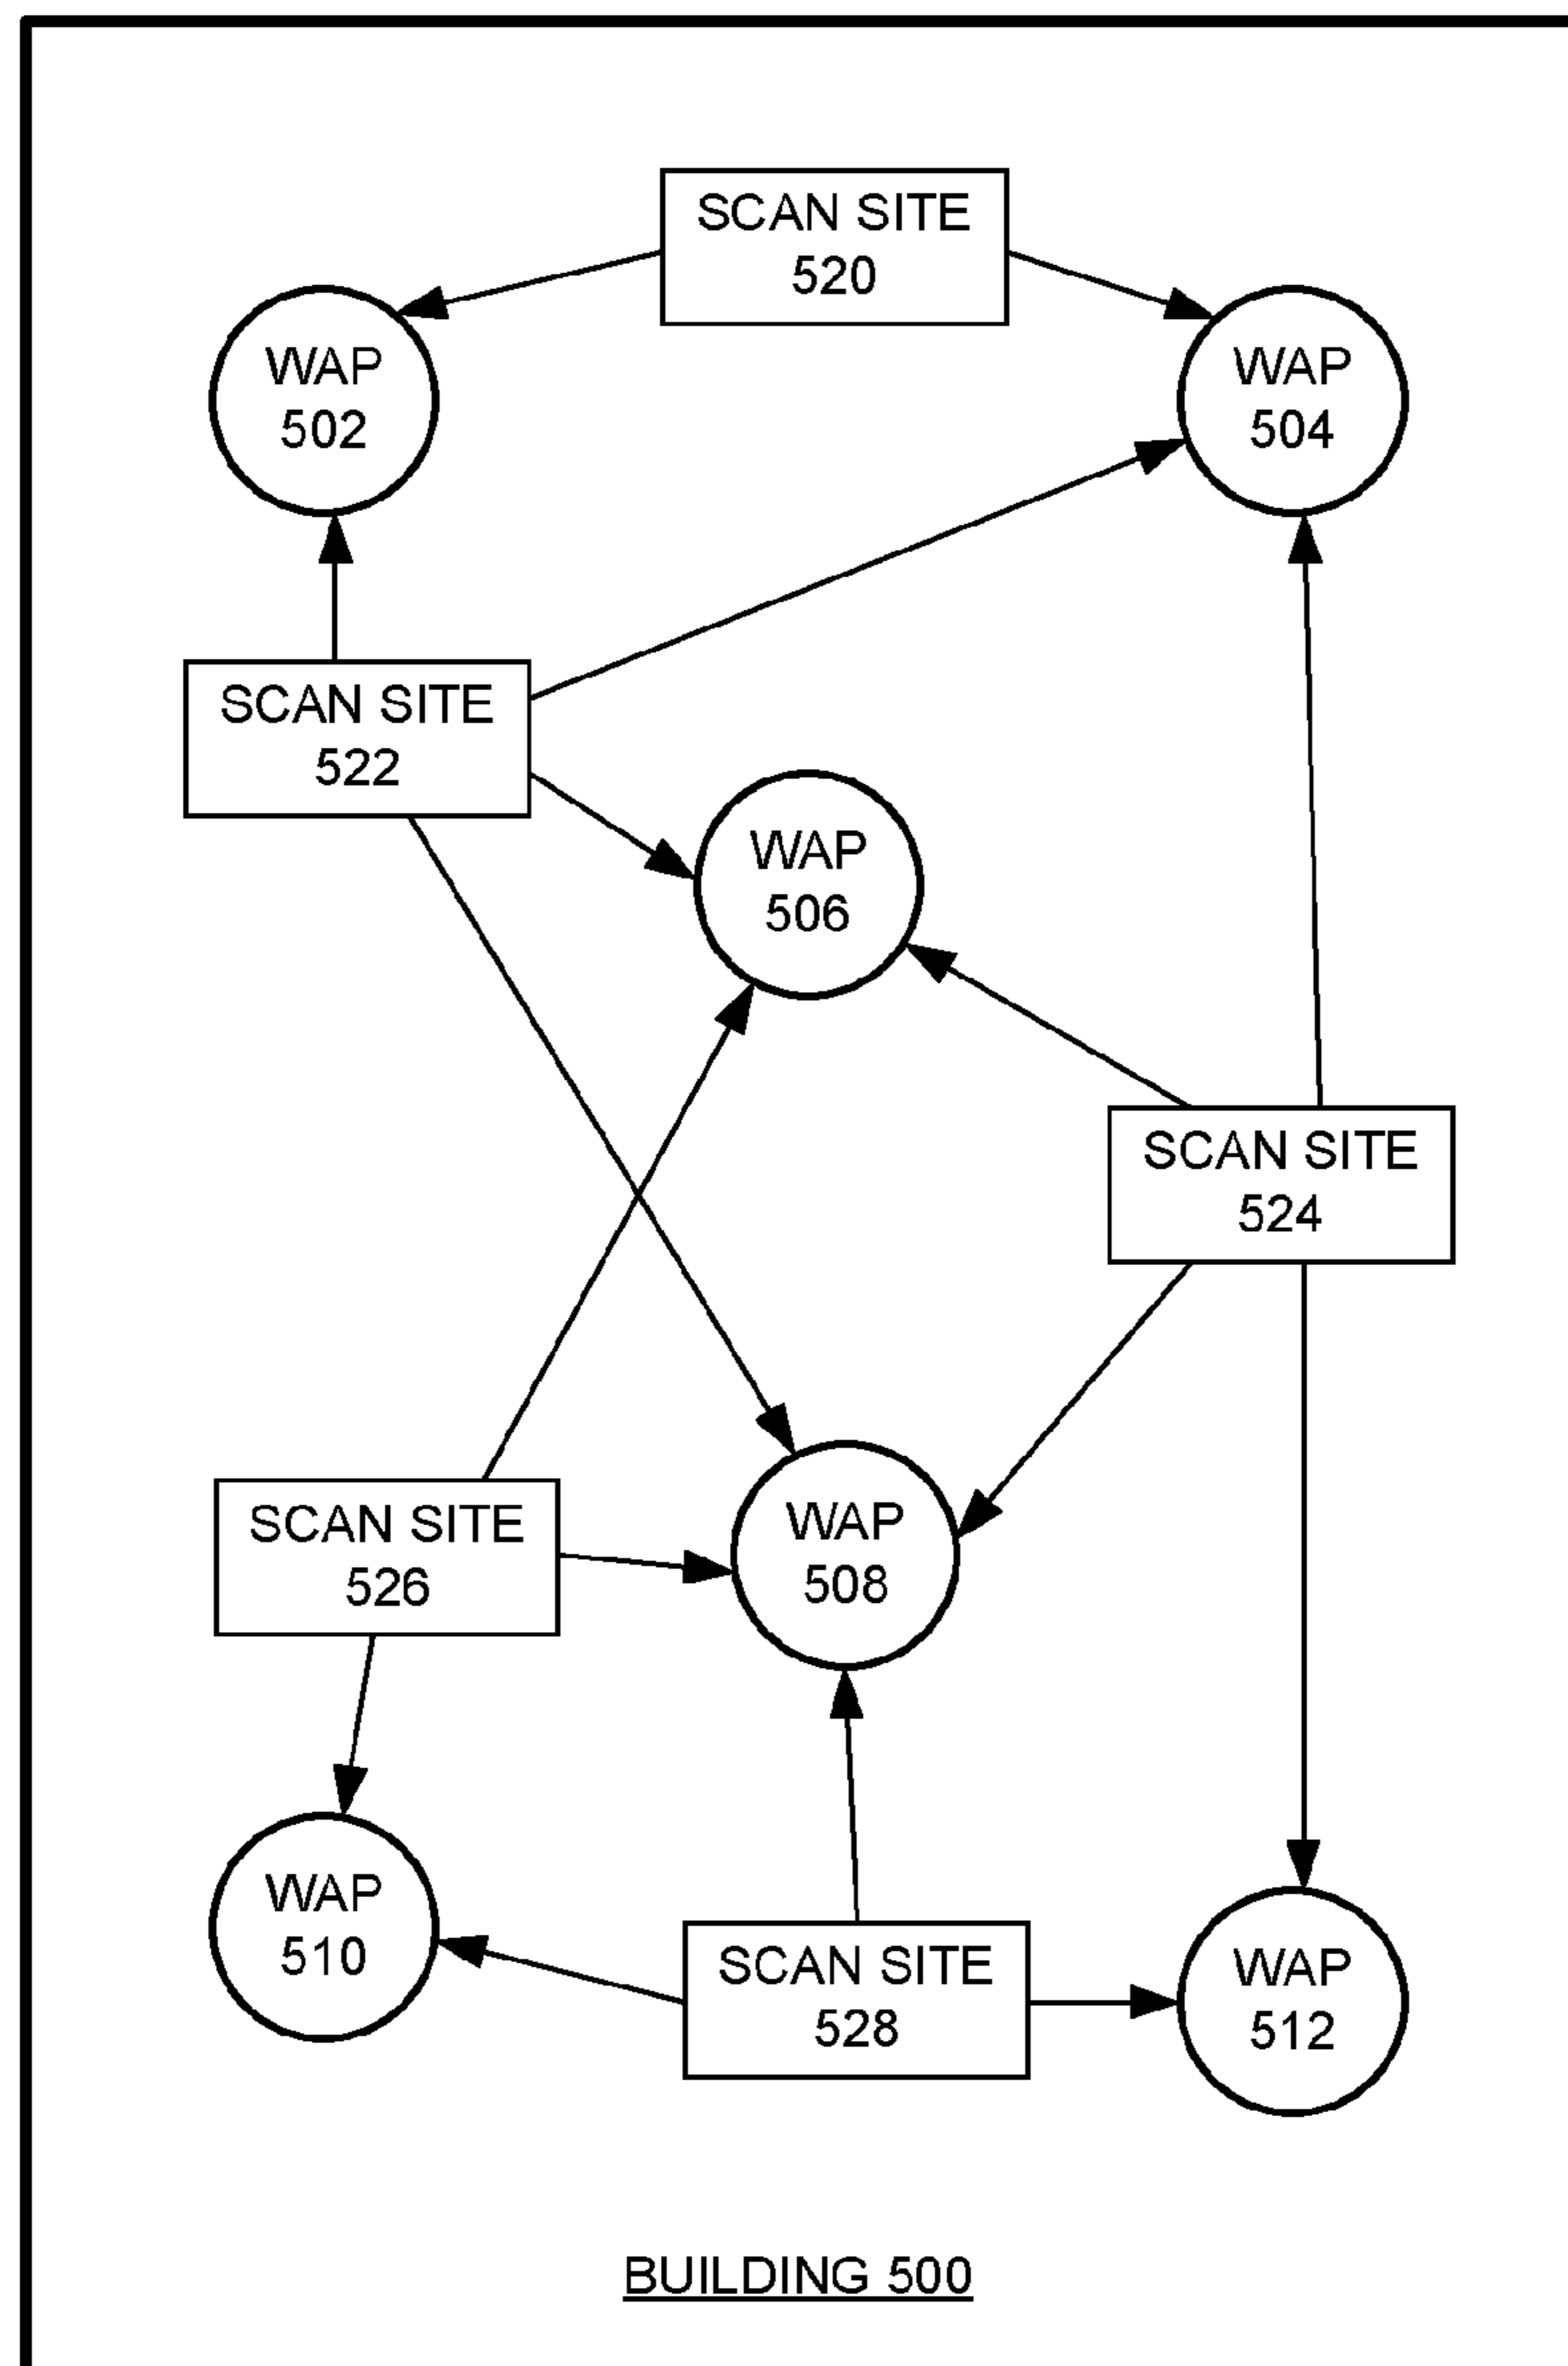 SCAN SITE
520
WAP
502
WAP
504
SCAN SITE
522
WAP
506
SCAN SITE
524
SCAN SITE
526
WAP
508
WAP
510
SCAN SITE
528
WAP
512
BUILDING 500